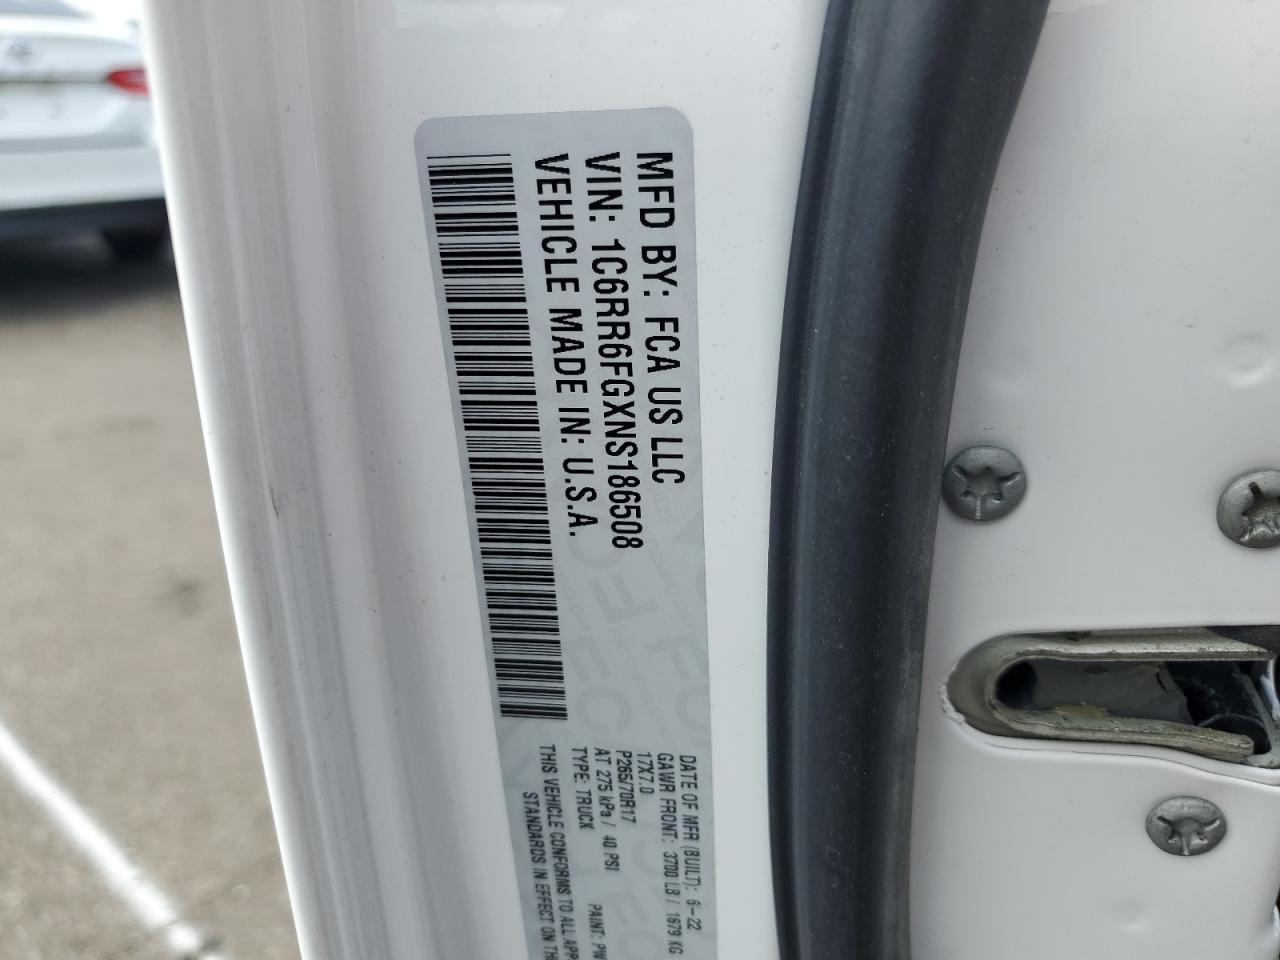 MFD BY: FCA US LLC
VIN: 1C6RR6FGXNS186508
VEHICLE MADE IN: U.S.A.
DATE OF MFR (BUILT): 6-22
GAWR FRONT: 3700 LB / 1679 KG
17X7.0
P265/70R17
AT 275 kPa / 40 PSI
TYPE: TRUCK PAINT: PW
THIS VEHICLE CONFORMS TO ALL APP
STANDARDS IN EFFECT ON TH